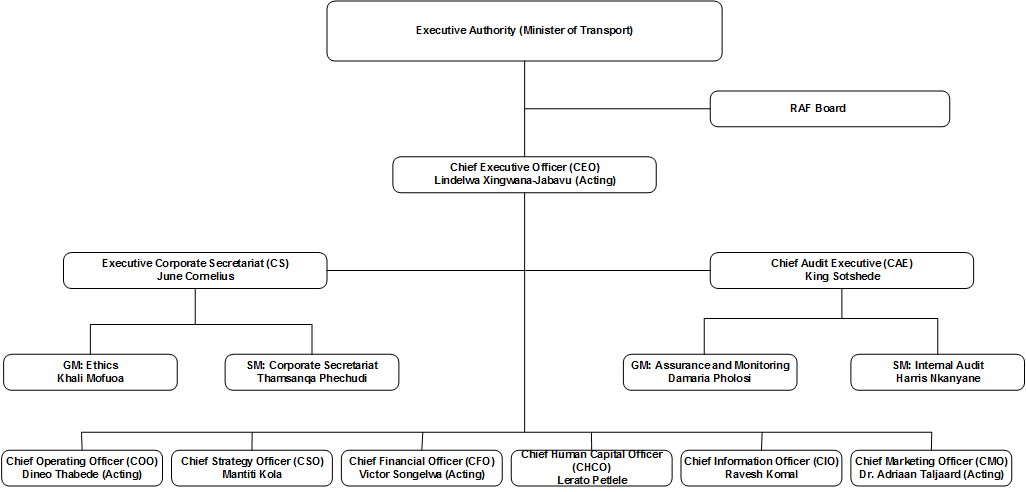 Executive Authority (Minister of Transport)
RAF Board
Chief Executive Officer (CEO)
Lindelwa Xingwana-Jabavu (Acting)
Executive Corporate Secretariat (CS)
June Cornelius
Chief Audit Executive (CAE)
King Sotshede
GM: Ethics
Khali Mofuoa
SM: Corporate Secretariat
Thamsanqa Phechudi
GM: Assurance and Monitoring
Damaria Pholosi
SM: Internal Audit
Harris Nkanyane
Chief Operating Officer (COO)
Dineo Thabede (Acting)
Chief Strategy Officer (CSO)
Mantiti Kola
Chief Financial Officer (CFO)
Victor Songelwa (Acting)
Chief Human Capital Officer
(CHCO)
Lerato Petlele
Chief Information Officer (CIO)
Ravesh Komal
Chief Marketing Officer (CMO)
Dr. Adriaan Taljaard (Acting)